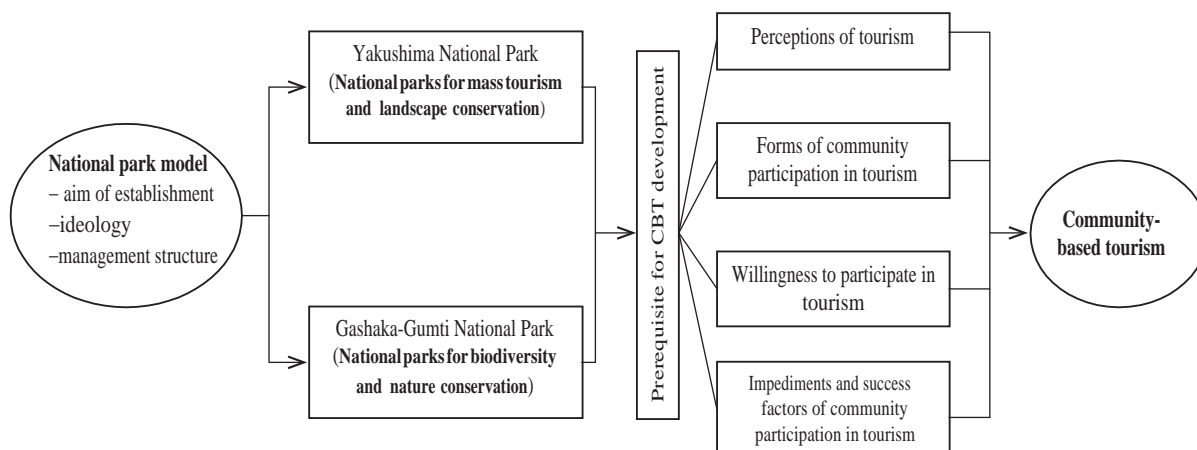 National park model
– aim of establishment
–ideology
–management structure
Yakushima National Park
(National parks for mass tourism
and landscape conservation)
Gashaka-Gumti National Park
(National parks for biodiversity
and nature conservation)
Prerequisite for CBT development
Perceptions of tourism
Forms of community
participation in tourism
Willingness to participate in
tourism
Impediments and success
factors of community
participation in tourism
Community-
based tourism